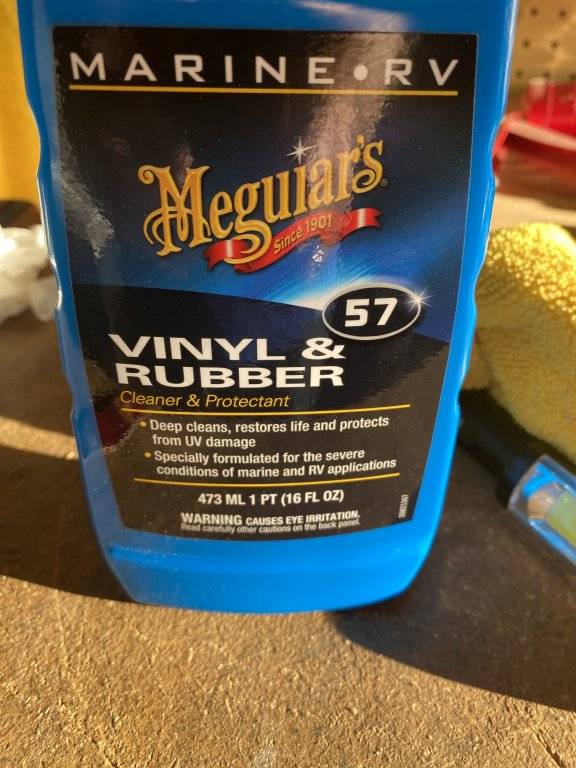 MARINE • RV
Meguiar's
Since 1901
57
VINYL &
RUBBER
Cleaner & Protectant
• Deep cleans, restores life and protects
from UV damage
• Specially formulated for the severe
conditions of marine and RV applications
473 ML 1 PT (16 FL OZ)
WARNING CAUSES EYE IRRITATION.
Read carefully other cautions on the back panel.